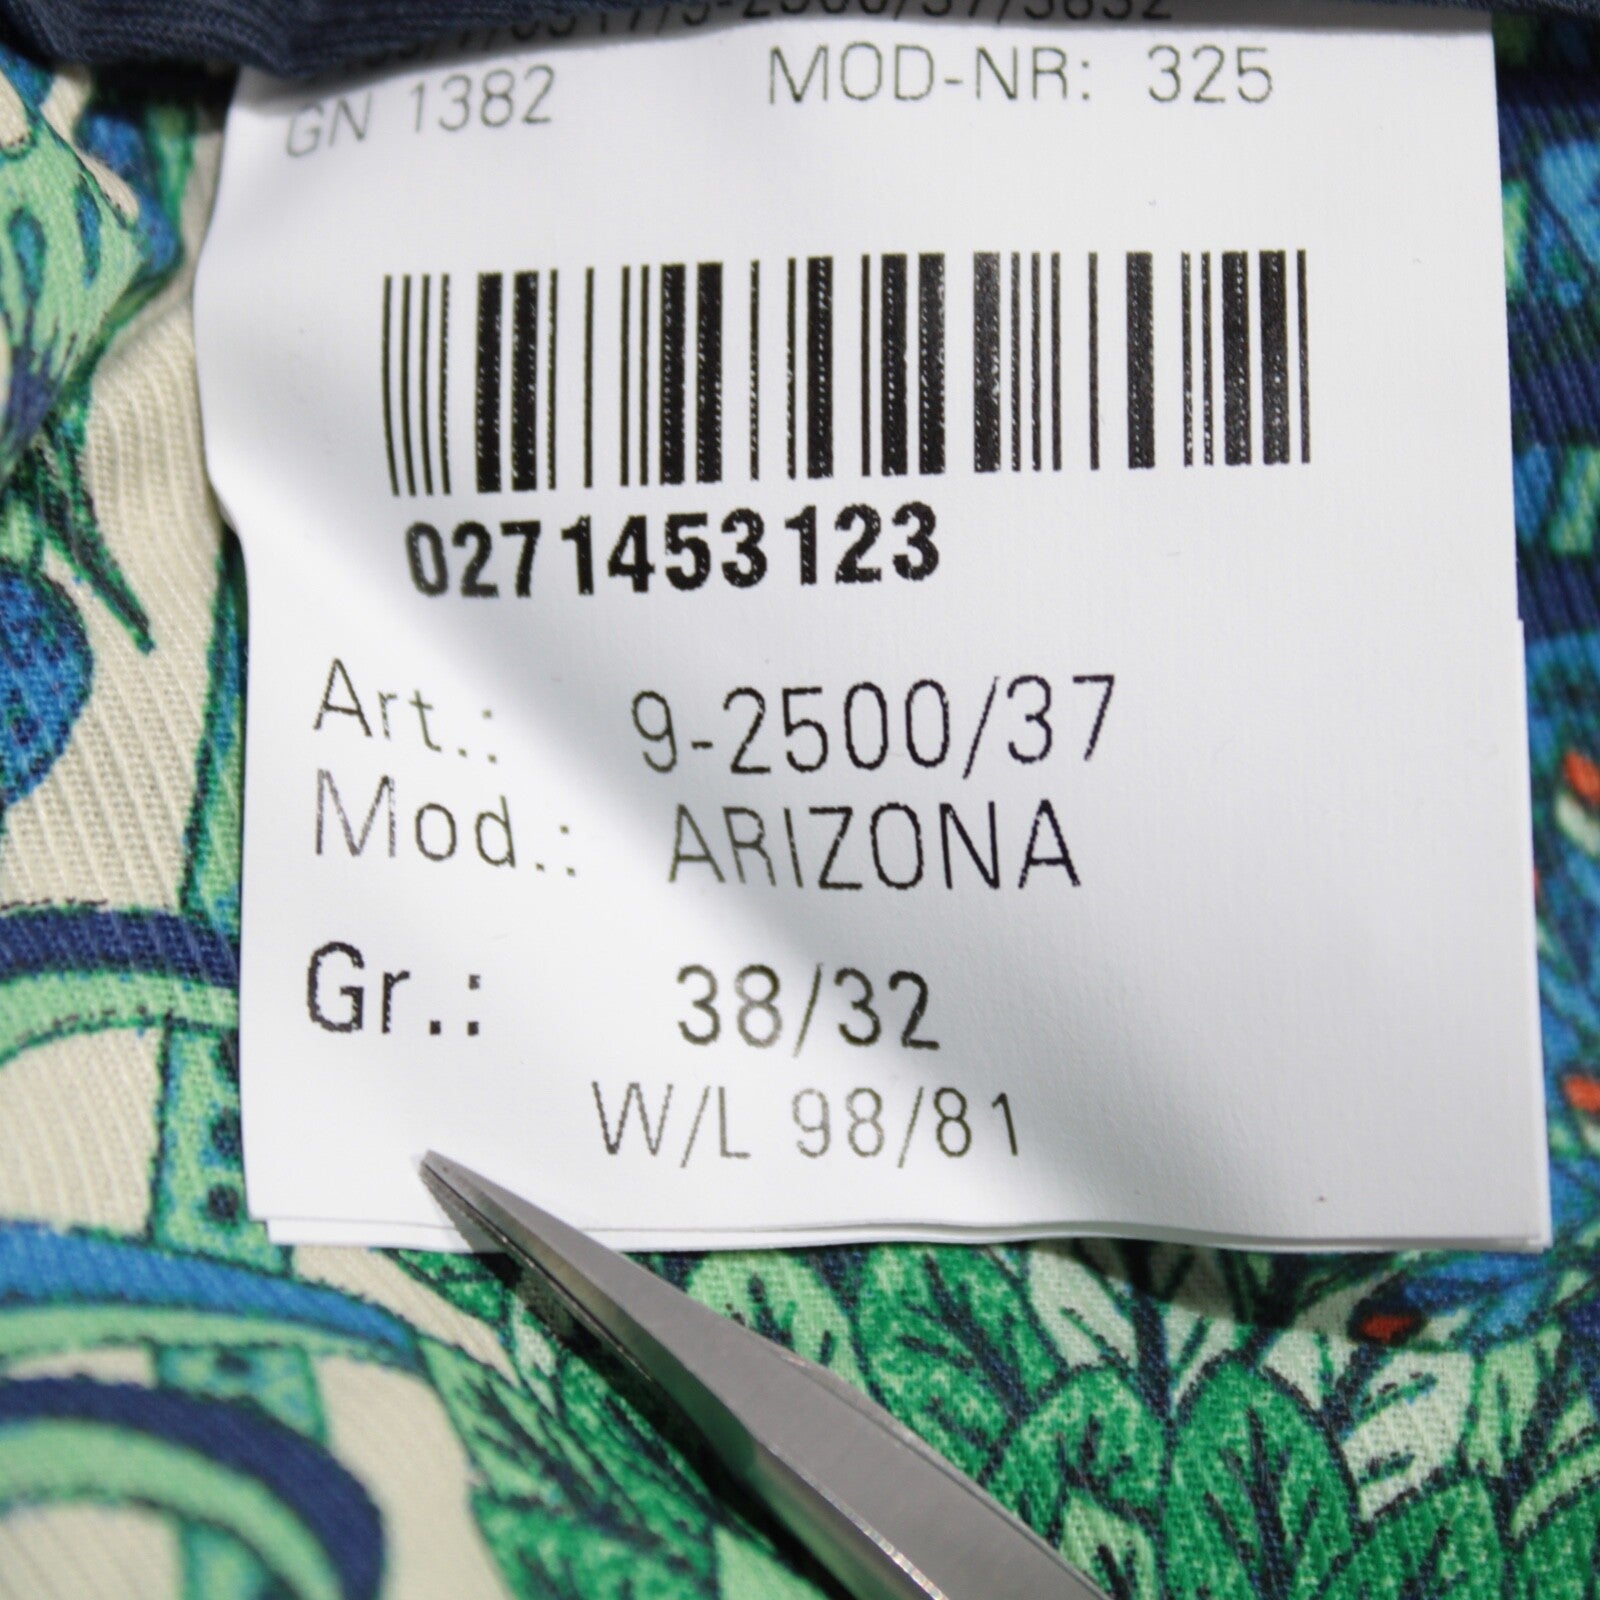 GN 1382 MOD-NR: 325
0271453123
Art.: 9-2500/37
Mod.: ARIZONA
Gr.: 38/32
W/L 98/81